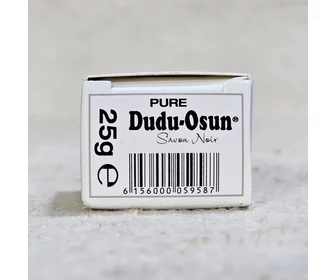 PURE
Dudu-Osun®
Savon Noir
25g ℮
6 156000 059587